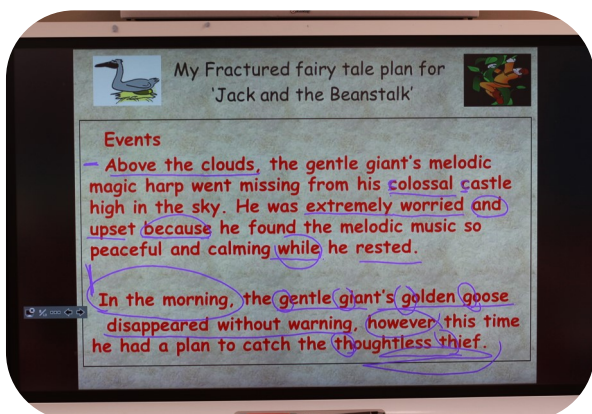 My Fractured fairy tale plan for
'Jack and the Beanstalk'
Events
Above the clouds, the gentle giant's melodic
magic harp went missing from his colossal castle
high in the sky. He was extremely worried and
upset because he found the melodic music so
peaceful and calming while he rested.
In the morning, the gentle giant's golden goose
disappeared without warning, however this time
he had a plan to catch the thoughtless thief.